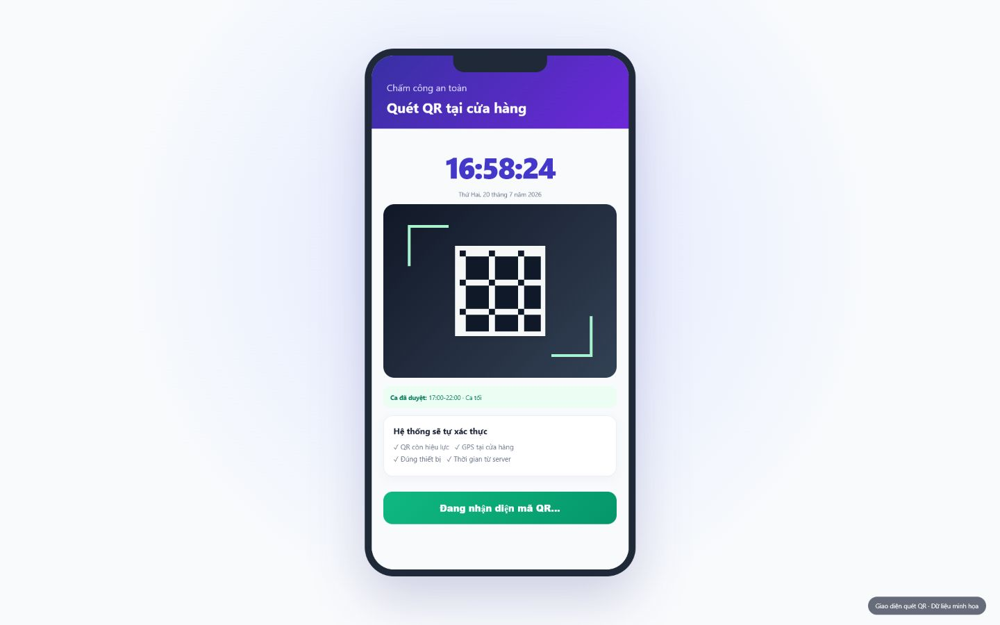 Chấm công an toàn
Quét QR tại cửa hàng
16:58:24
Thứ Hai, 20 tháng 7 năm 2026
Ca đã duyệt: 17:00-22:00 · Ca tối
Hệ thống sẽ tự xác thực
✓ QR còn hiệu lực ✓ GPS tại cửa hàng
✓ Đúng thiết bị ✓ Thời gian từ server
Đang nhận diện mã QR...
Giao diện quét QR · Dữ liệu minh họa